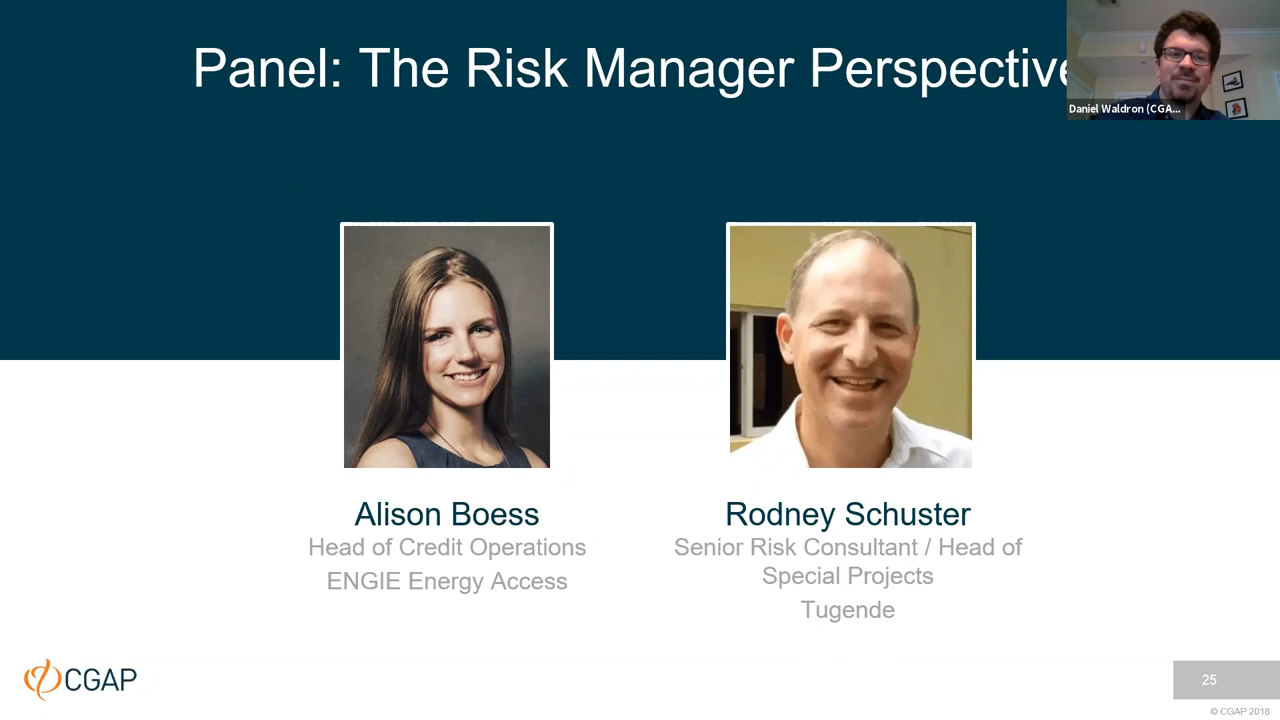 Panel: The Risk Manager Perspective
Daniel Waldron (CGA...
Alison Boess
Head of Credit Operations
ENGIE Energy Access
Rodney Schuster
Senior Risk Consultant / Head of
Special Projects
Tugende
CGAP
25
© CGAP 2018